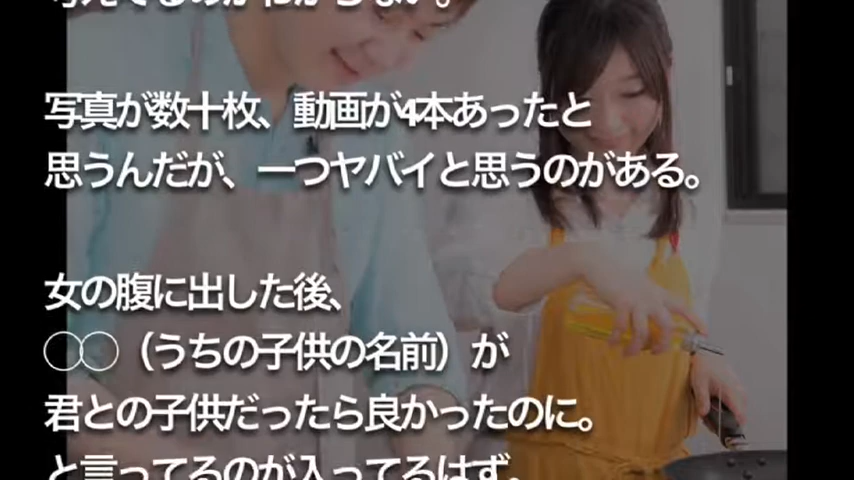 写真が数十枚、動画が4本あったと
思うんだが、一つヤバイと思うのがある。
女の腹に出した後、
◯◯（うちの子供の名前）が
君との子供だったら良かったのに。
と言ってるのが入ってるはず。